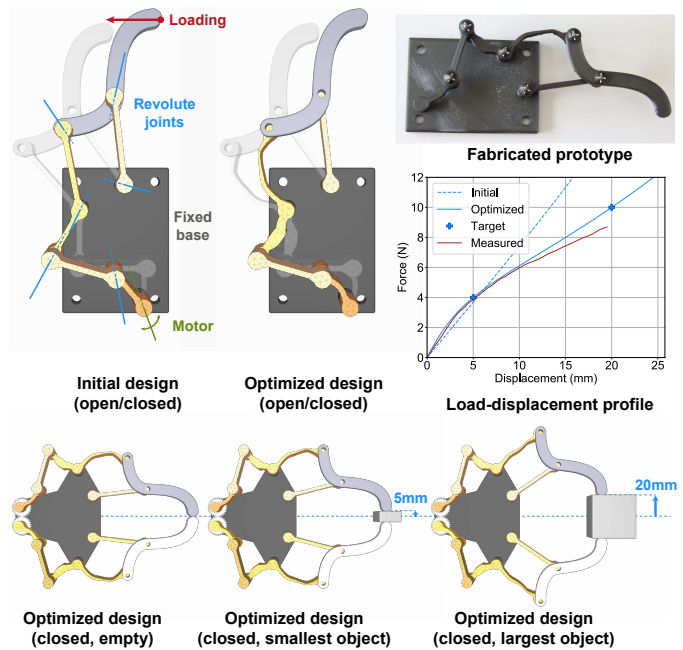 Loading
Revolute
joints
Fixed
base
Motor
Initial design
(open/closed)
Optimized design
(open/closed)
Fabricated prototype
12
10
8
6
4
2
0
Force (N)
Initial
Optimized
Target
Measured
0
5
10
15
20
25
Displacement (mm)
Load-displacement profile
5mm
20mm
Optimized design
(closed, empty)
Optimized design
(closed, smallest object)
Optimized design
(closed, largest object)